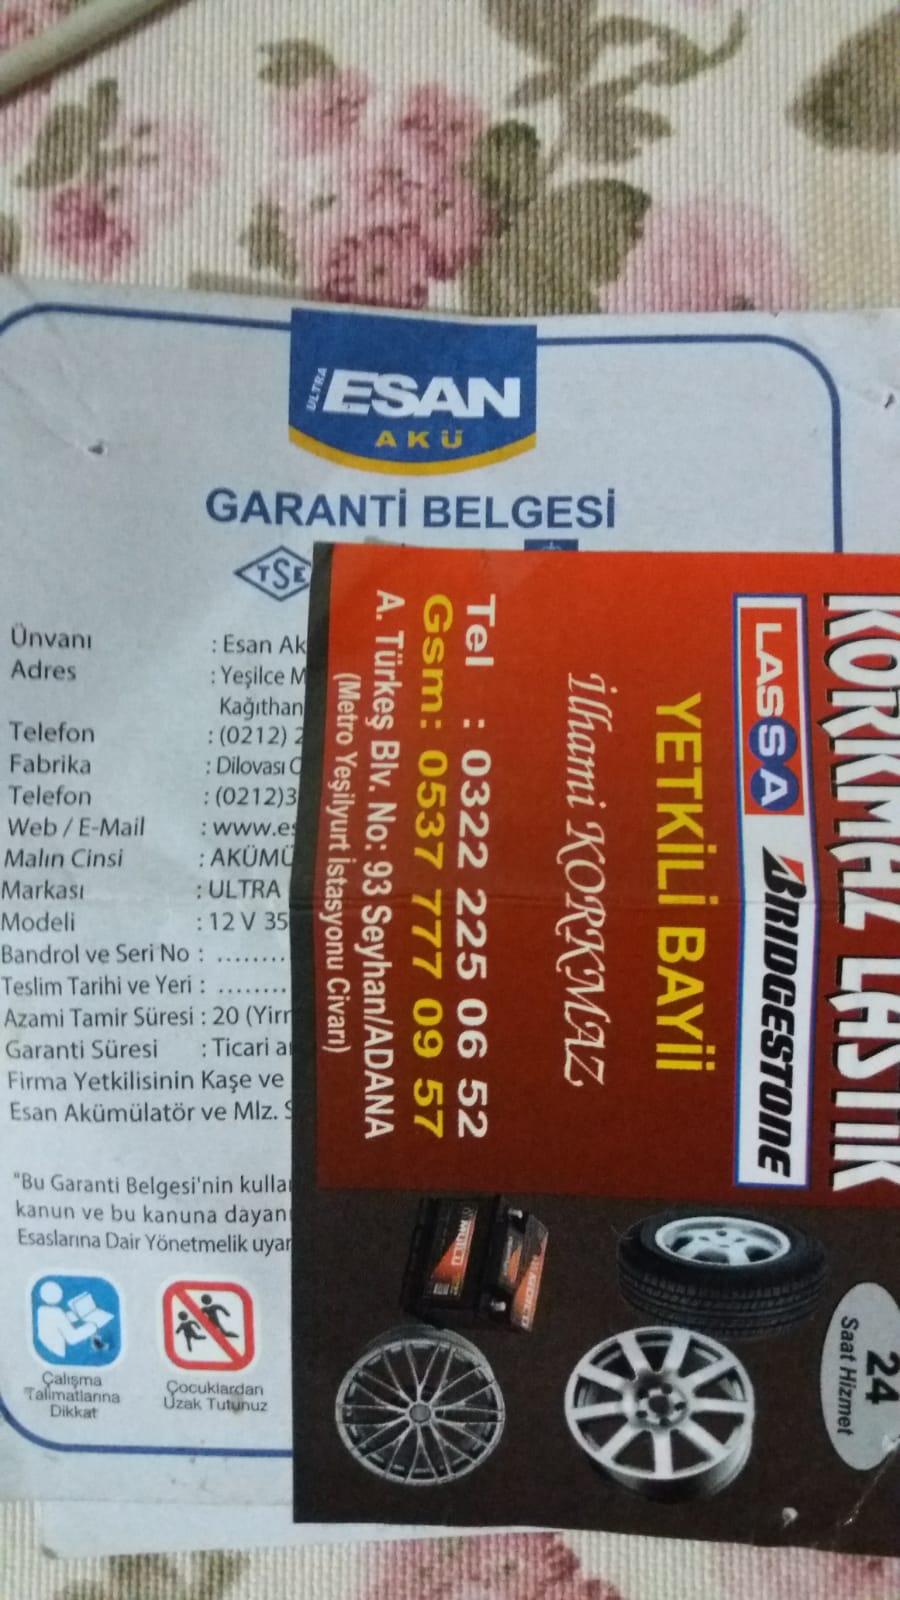 ULTRA
ESAN
AKÜ
GARANTİ BELGESİ
TSE
Ünvanı : Esan Ak
Adres : Yeşilce M
Kağıthan
Telefon : (0212) 2
Fabrika : Dilovası
Telefon : (0212)3
Web / E-Mail : www.es
Malın Cinsi : AKÜMÜ
Markası : ULTRA
Modeli : 12 V 35
Bandrol ve Seri No : ........
Teslim Tarihi ve Yeri : ........
Azami Tamir Süresi : 20 (Yirm
Garanti Süresi : Ticari a
Firma Yetkilisinin Kaşe ve
Esan Akümülatör ve Mlz. S
"Bu Garanti Belgesi'nin kulla
kanun ve bu kanuna dayan
Esaslarına Dair Yönetmelik uyar
Çalışma
Talimatlarına
Dikkat
Çocuklardan
Uzak Tutunuz
KORKMAZ LASTİK
LASSA BRIDGESTONE
YETKİLİ BAYİİ
İlhami KORKMAZ
Tel : 0322 225 06 52
Gsm: 0537 777 09 57
A. Türkeş Blv. No: 93 Seyhan/ADANA
(Metro Yeşilyurt İstasyonu Civarı)
24
Saat Hizmet